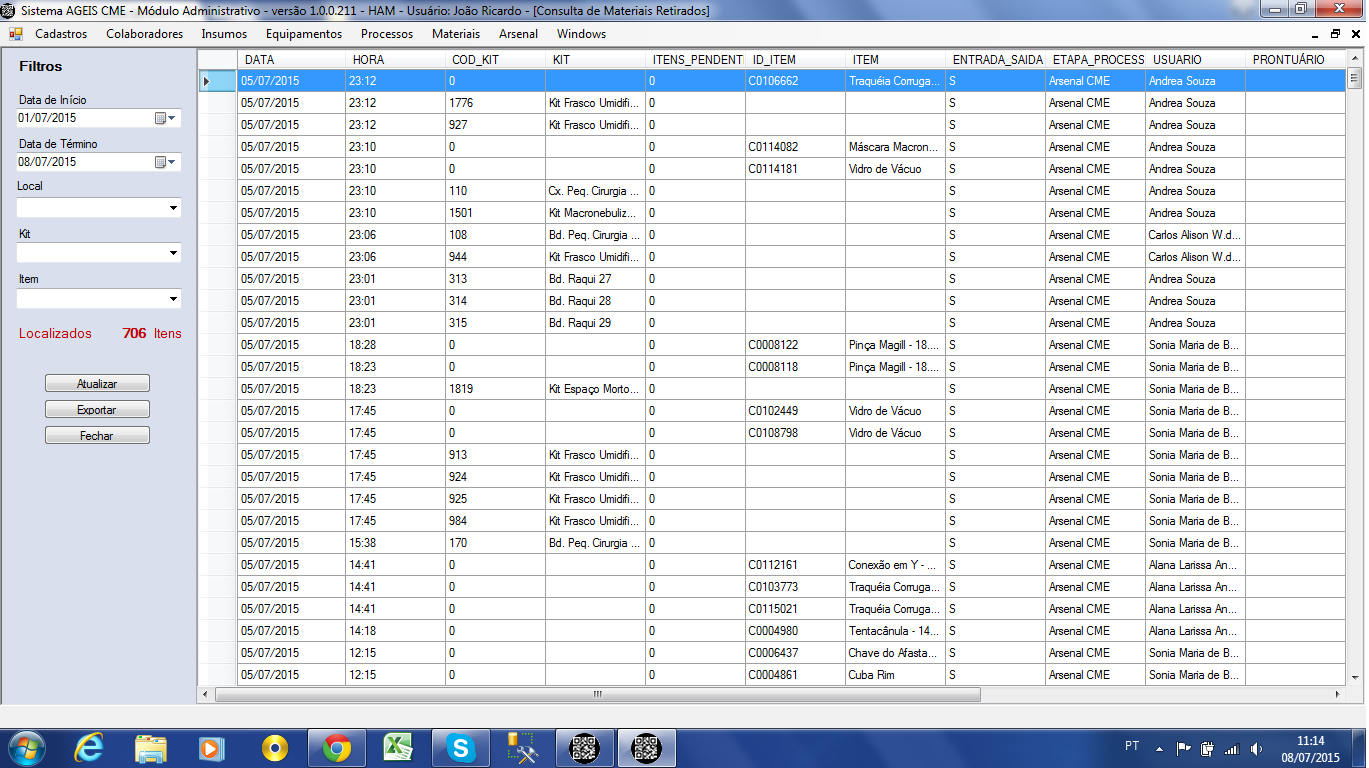 Sistema AGEIS CME - Módulo Administrativo - versão 1.0.0.211 - HAM - Usuário: João Ricardo - [Consulta de Materiais Retirados]
Cadastros Colaboradores Insumos Equipamentos Processos Materiais Arsenal Windows
Filtros
Data de Início
01/07/2015
Data de Término
08/07/2015
Local
Kit
Item
Localizados 706 Itens
Atualizar
Exportar
Fechar
DATA HORA COD_KIT KIT ITENS_PENDENT ID_ITEM ITEM ENTRADA_SAIDA ETAPA_PROCESS USUARIO PRONTUÁRIO
05/07/2015 23:12 0 0 C0106662 Traquéia Corruga... S Arsenal CME Andrea Souza
05/07/2015 23:12 1776 Kit Frasco Umidifi... 0 S Arsenal CME Andrea Souza
05/07/2015 23:12 927 Kit Frasco Umidifi... 0 S Arsenal CME Andrea Souza
05/07/2015 23:10 0 0 C0114082 Máscara Macron... S Arsenal CME Andrea Souza
05/07/2015 23:10 0 0 C0114181 Vidro de Vácuo S Arsenal CME Andrea Souza
05/07/2015 23:10 110 Cx. Peq. Cirurgia ... 0 S Arsenal CME Andrea Souza
05/07/2015 23:10 1501 Kit Macronebuliz... 0 S Arsenal CME Andrea Souza
05/07/2015 23:06 108 Bd. Peq. Cirurgia ... 0 S Arsenal CME Carlos Alison W.d...
05/07/2015 23:06 944 Kit Frasco Umidifi... 0 S Arsenal CME Carlos Alison W.d...
05/07/2015 23:01 313 Bd. Raqui 27 0 S Arsenal CME Andrea Souza
05/07/2015 23:01 314 Bd. Raqui 28 0 S Arsenal CME Andrea Souza
05/07/2015 23:01 315 Bd. Raqui 29 0 S Arsenal CME Andrea Souza
05/07/2015 18:28 0 0 C0008122 Pinça Magill - 18.... S Arsenal CME Sonia Maria de B...
05/07/2015 18:23 0 0 C0008118 Pinça Magill - 18.... S Arsenal CME Sonia Maria de B...
05/07/2015 18:23 1819 Kit Espaço Morto... 0 S Arsenal CME Sonia Maria de B...
05/07/2015 17:45 0 0 C0102449 Vidro de Vácuo S Arsenal CME Sonia Maria de B...
05/07/2015 17:45 0 0 C0108798 Vidro de Vácuo S Arsenal CME Sonia Maria de B...
05/07/2015 17:45 913 Kit Frasco Umidifi... 0 S Arsenal CME Sonia Maria de B...
05/07/2015 17:45 924 Kit Frasco Umidifi... 0 S Arsenal CME Sonia Maria de B...
05/07/2015 17:45 925 Kit Frasco Umidifi... 0 S Arsenal CME Sonia Maria de B...
05/07/2015 17:45 984 Kit Frasco Umidifi... 0 S Arsenal CME Sonia Maria de B...
05/07/2015 15:38 170 Bd. Peq. Cirurgia ... 0 S Arsenal CME Sonia Maria de B...
05/07/2015 14:41 0 0 C0112161 Conexão em Y - ... S Arsenal CME Alana Larissa An...
05/07/2015 14:41 0 0 C0103773 Traquéia Corruga... S Arsenal CME Alana Larissa An...
05/07/2015 14:41 0 0 C0115021 Traquéia Corruga... S Arsenal CME Alana Larissa An...
05/07/2015 14:18 0 0 C0004980 Tentacânula - 14... S Arsenal CME Alana Larissa An...
05/07/2015 12:15 0 0 C0006437 Chave do Afasta... S Arsenal CME Sonia Maria de B...
05/07/2015 12:15 0 0 C0004861 Cuba Rim S Arsenal CME Sonia Maria de B...
PT
11:14
08/07/2015